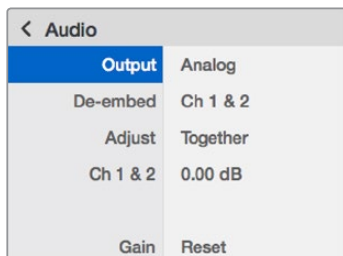 < Audio
Output Analog
De-embed Ch 1 & 2
Adjust Together
Ch 1 & 2 0.00 dB
Gain Reset